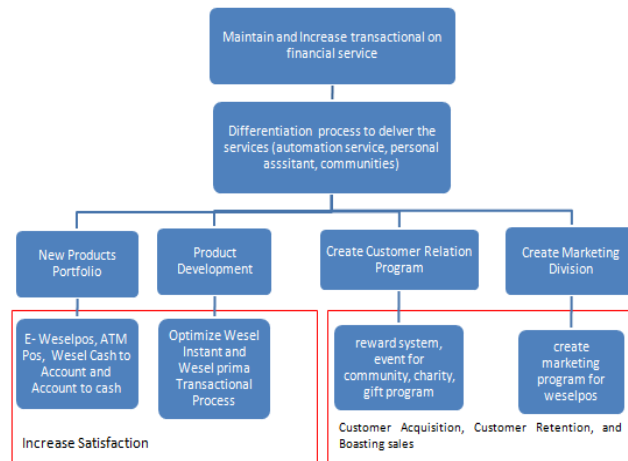 Maintain and Increase transactional on
financial service
Differentiation process to delver the
services (automation service, personal
asssitant, communities)
New Products
Portfolio
Product
Development
Create Customer Relation
Program
Create Marketing
Division
E- Weselpos, ATM
Pos, Wesel Cash to
Account and
Account to cash
Optimize Wesel
Instant and
Wesel prima
Transactional
Process
reward system,
event for
community, charity,
gift program
create
marketing
program for
weselpos
Increase Satisfaction
Customer Acquisition, Customer Retention, and
Boasting sales